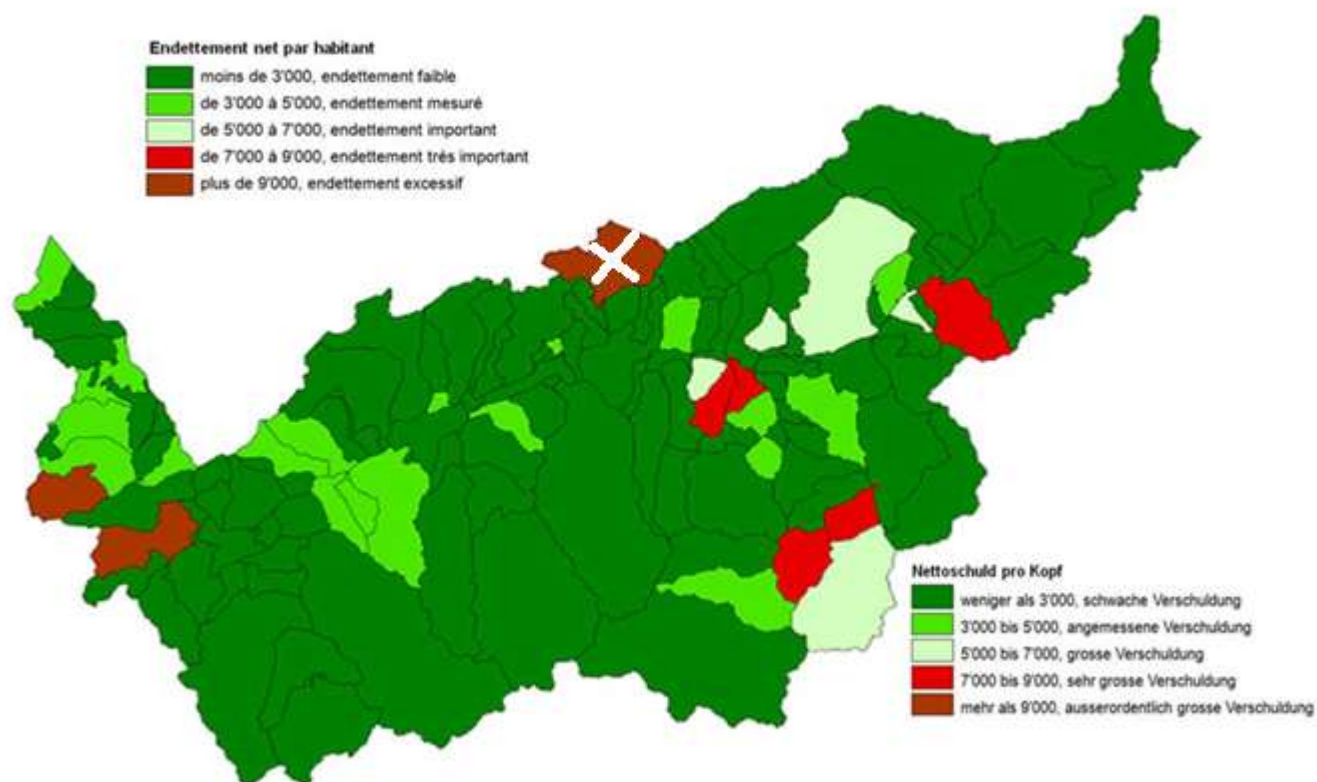 Endettement net par habitant
moins de 3'000, endettement faible
de 3'000 à 5'000, endettement mesuré
de 5'000 à 7'000, endettement important
de 7'000 à 9'000, endettement trés important
plus de 9'000, endettement excessif
Nettoschuld pro Kopf
weniger als 3'000, schwache Verschuldung
3'000 bis 5'000, angemessene Verschuldung
5'000 bis 7'000, grosse Verschuldung
7'000 bis 9'000, sehr grosse Verschuldung
mehr als 9'000, ausserordentlich grosse Verschuldung